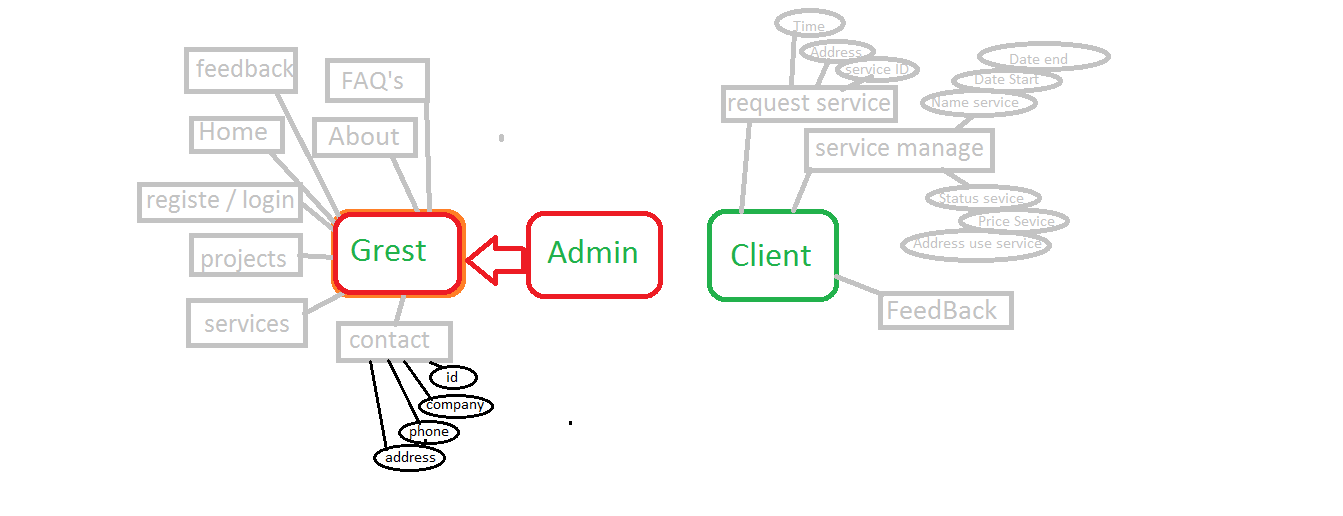 Time
Address
service ID
request service
Date end
Date Start
Name service
service manage
Status sevice
Price Sevice
Address use service
Client
FeedBack
feedback
FAQ's
Home
About
registe / login
Grest
Admin
projects
services
contact
id
company
phone
address